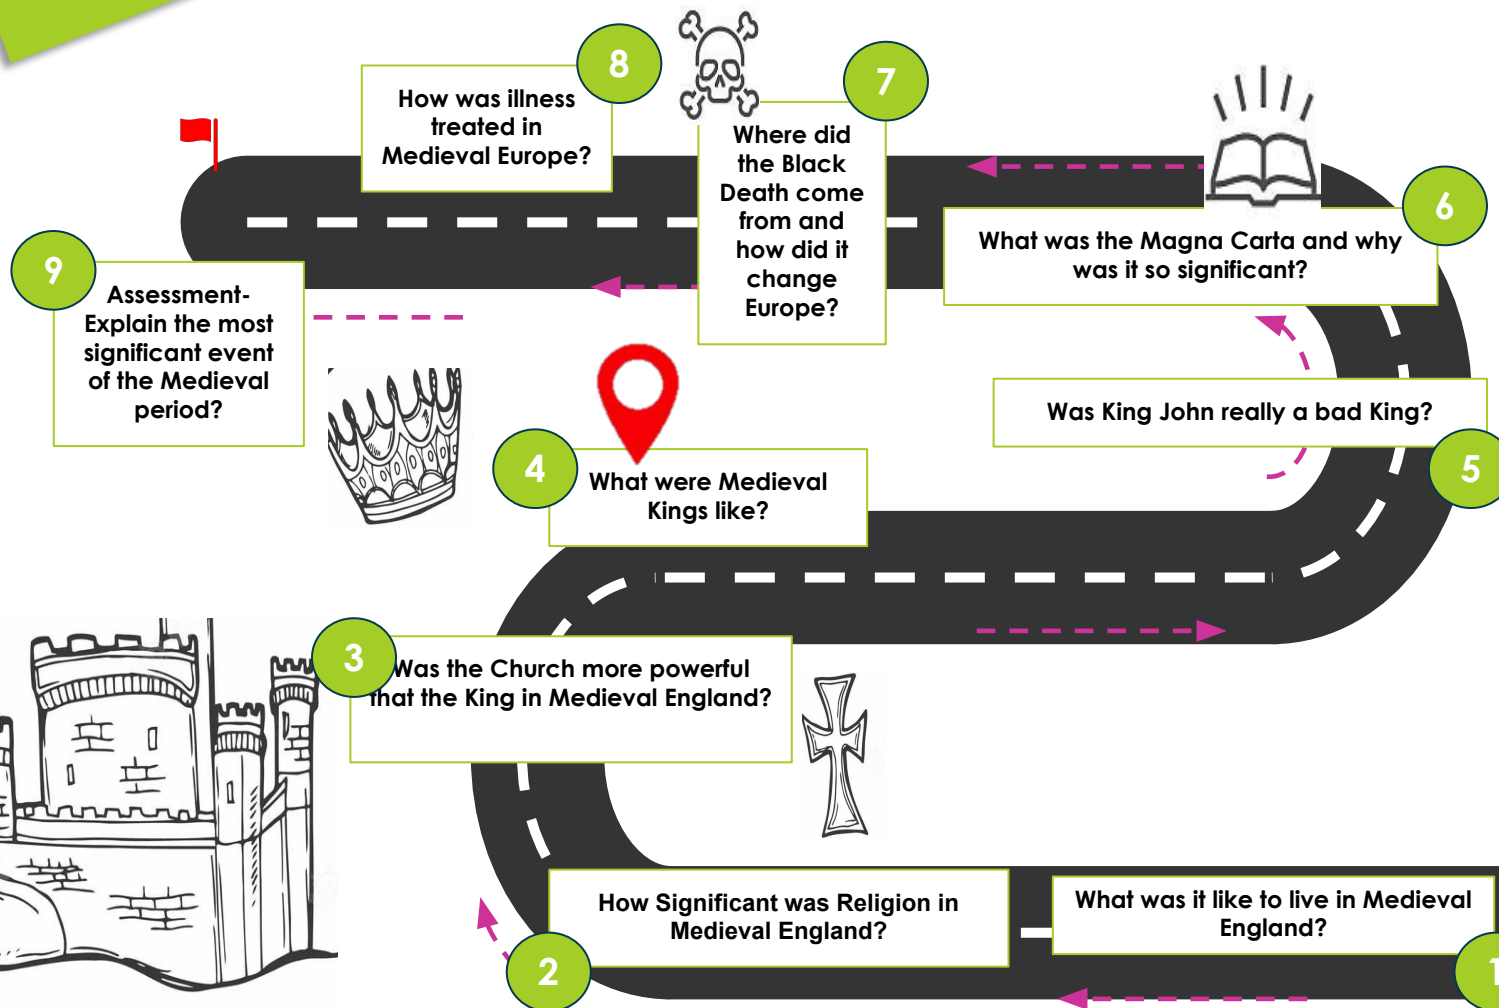 8
How was illness
treated in
Medieval Europe?
7
Where did
the Black
Death come
from and
how did it
change
Europe?
6
What was the Magna Carta and why
was it so significant?
9
Assessment-
Explain the most
significant event
of the Medieval
period?
Was King John really a bad King?
5
4
What were Medieval
Kings like?
3
Was the Church more powerful
that the King in Medieval England?
How Significant was Religion in
Medieval England?
2
What was it like to live in Medieval
England?
1